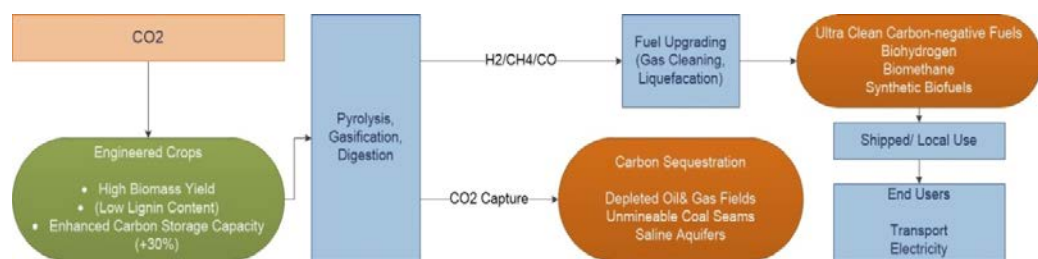 CO2
Engineered Crops
• High Biomass Yield
• (Low Lignin Content)
• Enhanced Carbon Storage Capacity
(+30%)
Pyrolysis,
Gasification,
Digestion
H2/CH4/CO
CO2 Capture
Fuel Upgrading
(Gas Cleaning,
Liquefacation)
Carbon Sequestration
Depleted Oil& Gas Fields
Unmineable Coal Seams
Saline Aquifers
Ultra Clean Carbon-negative Fuels
Biohydrogen
Biomethane
Synthetic Biofuels
Shipped/ Local Use
End Users
Transport
Electricity